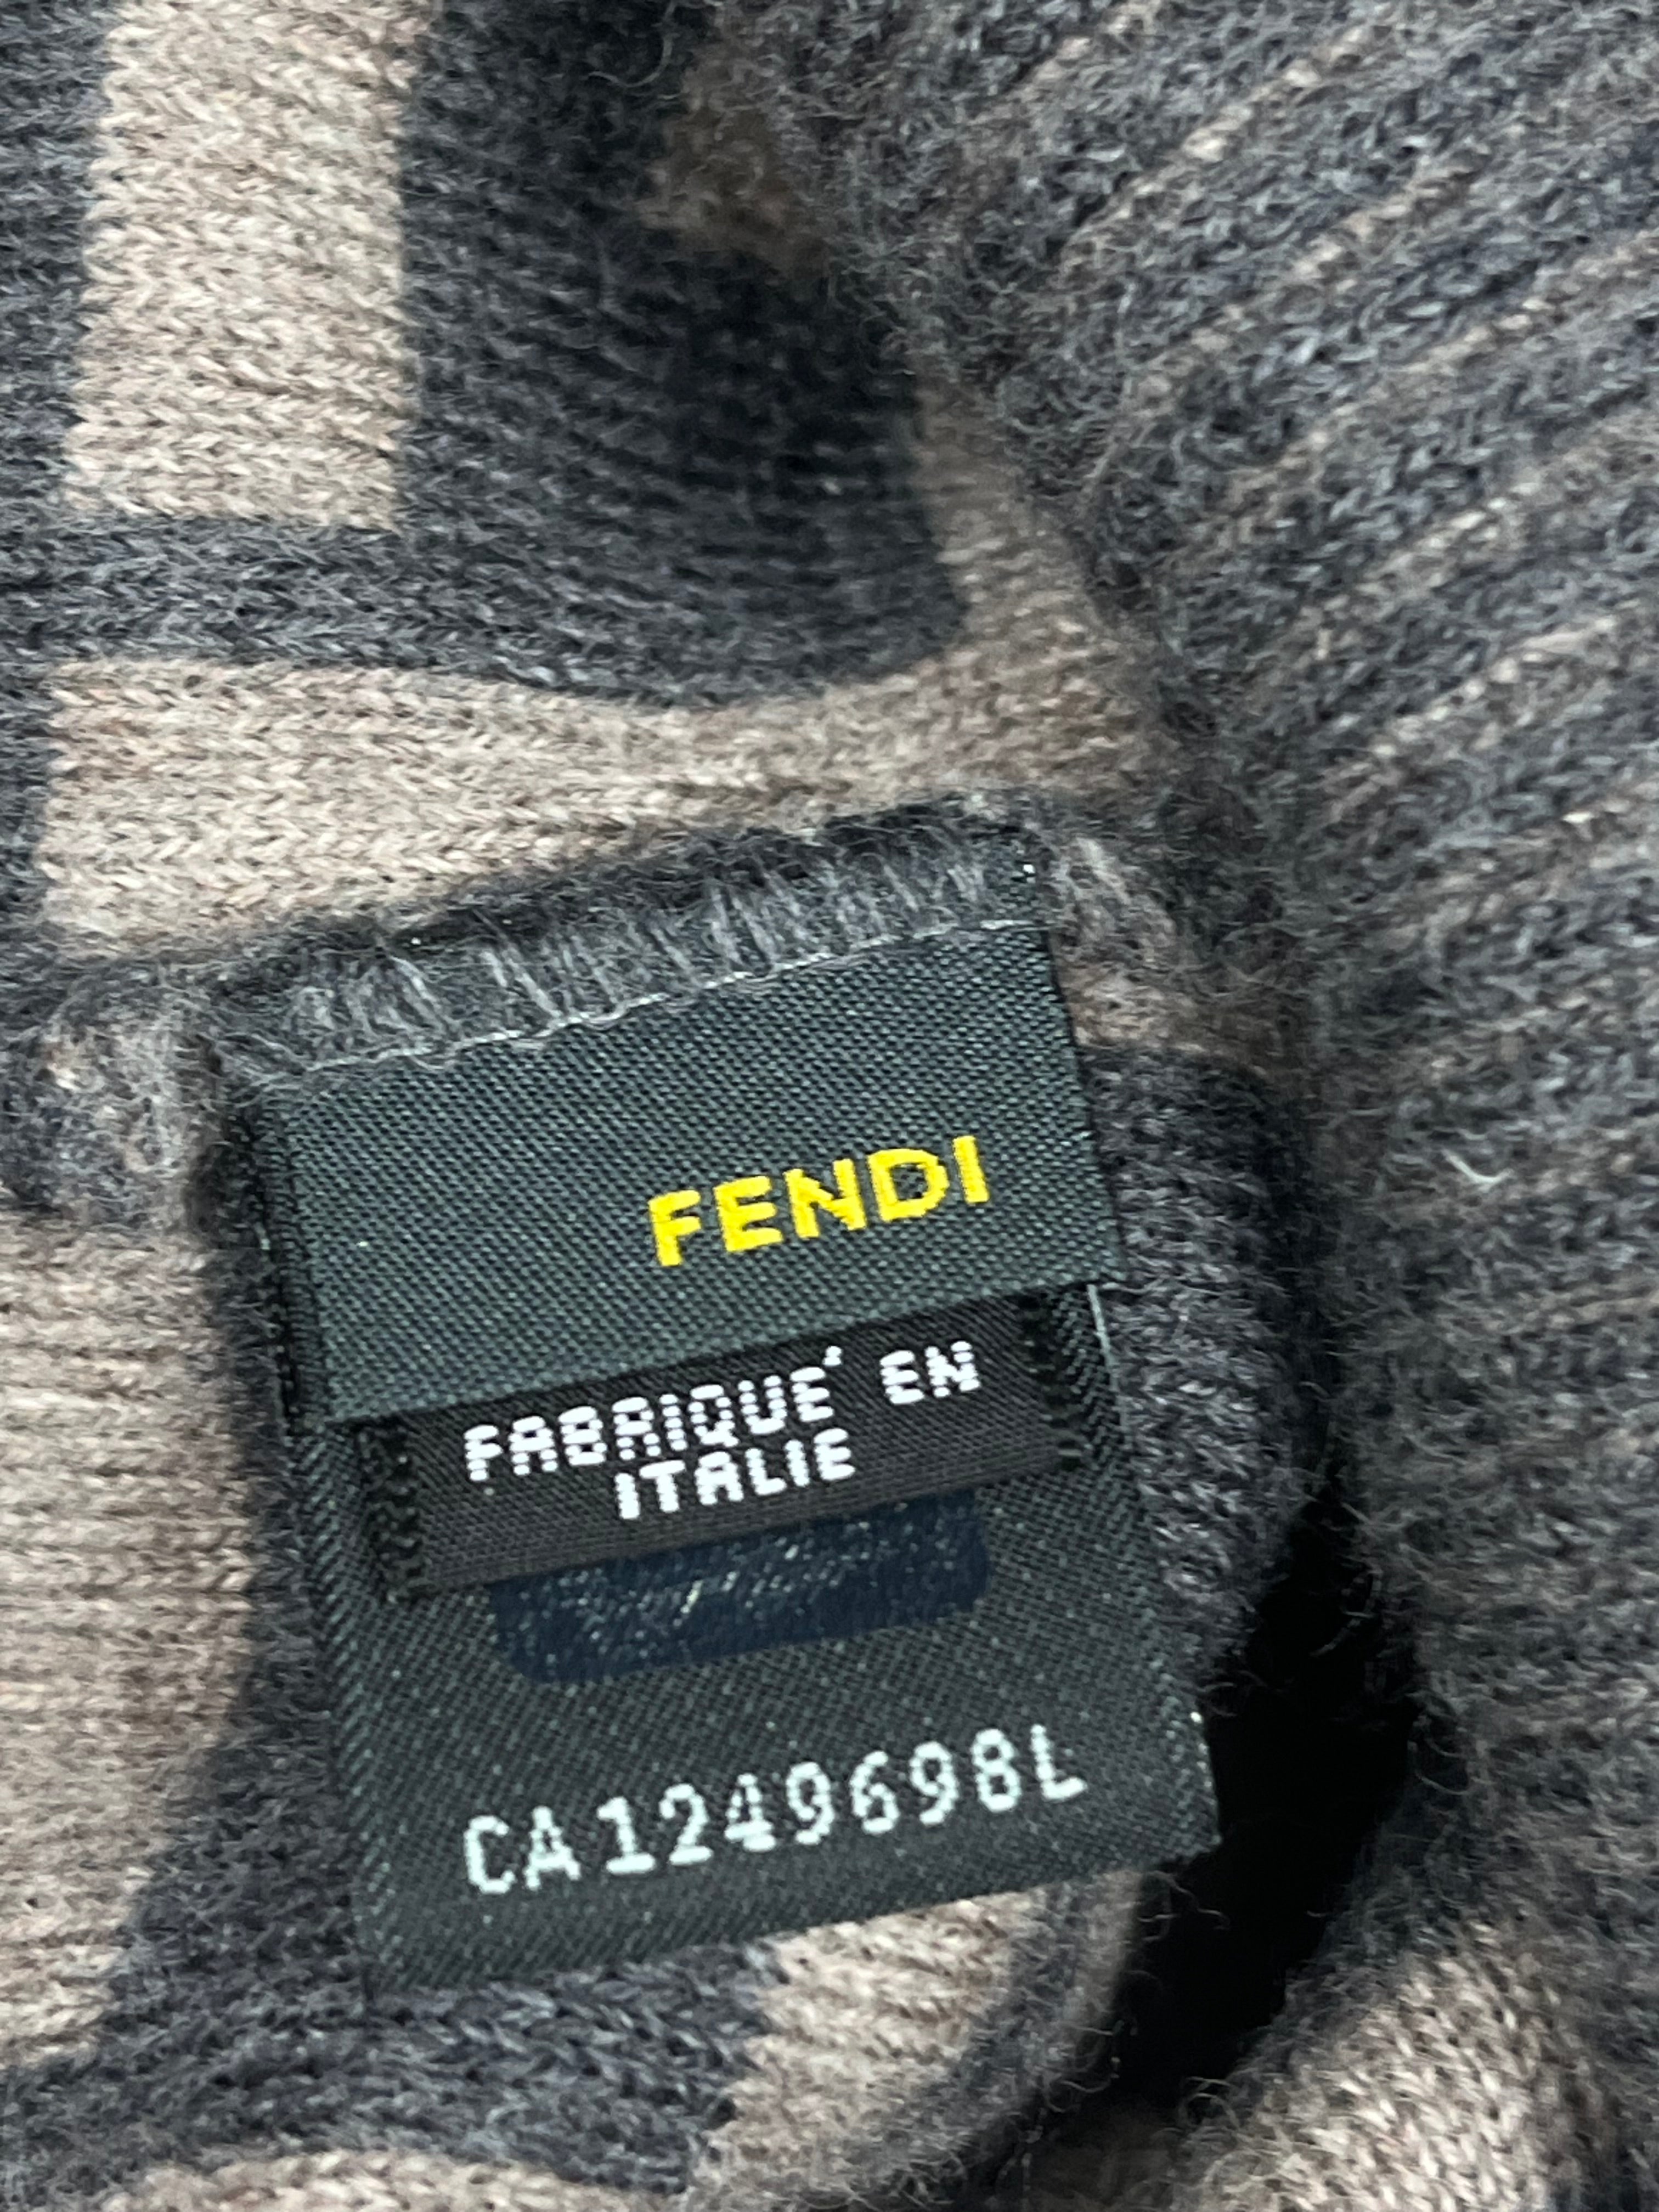 FENDI
FABRIQUE' EN
ITALIE
CA1249698L